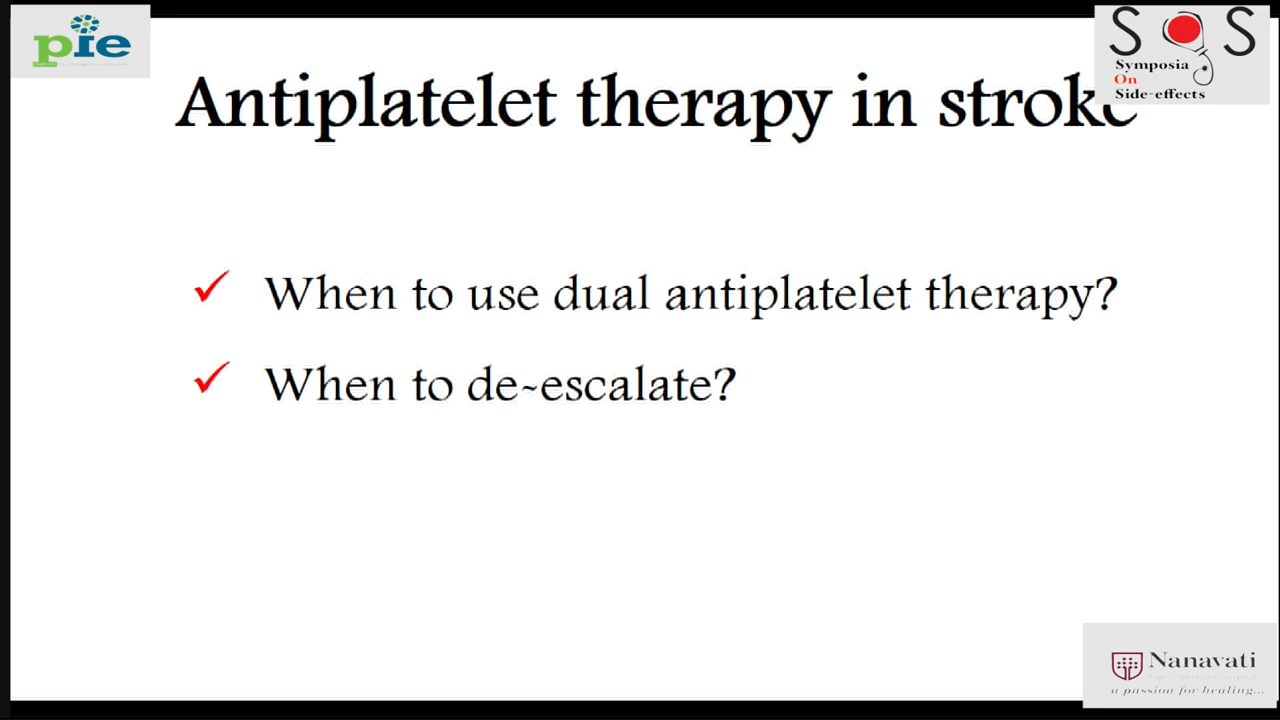 pie
S S
Symposia
On
Side-effects
Antiplatelet therapy in stroke
When to use dual antiplatelet therapy?
When to de-escalate?
Nanavati
a passion for healing...